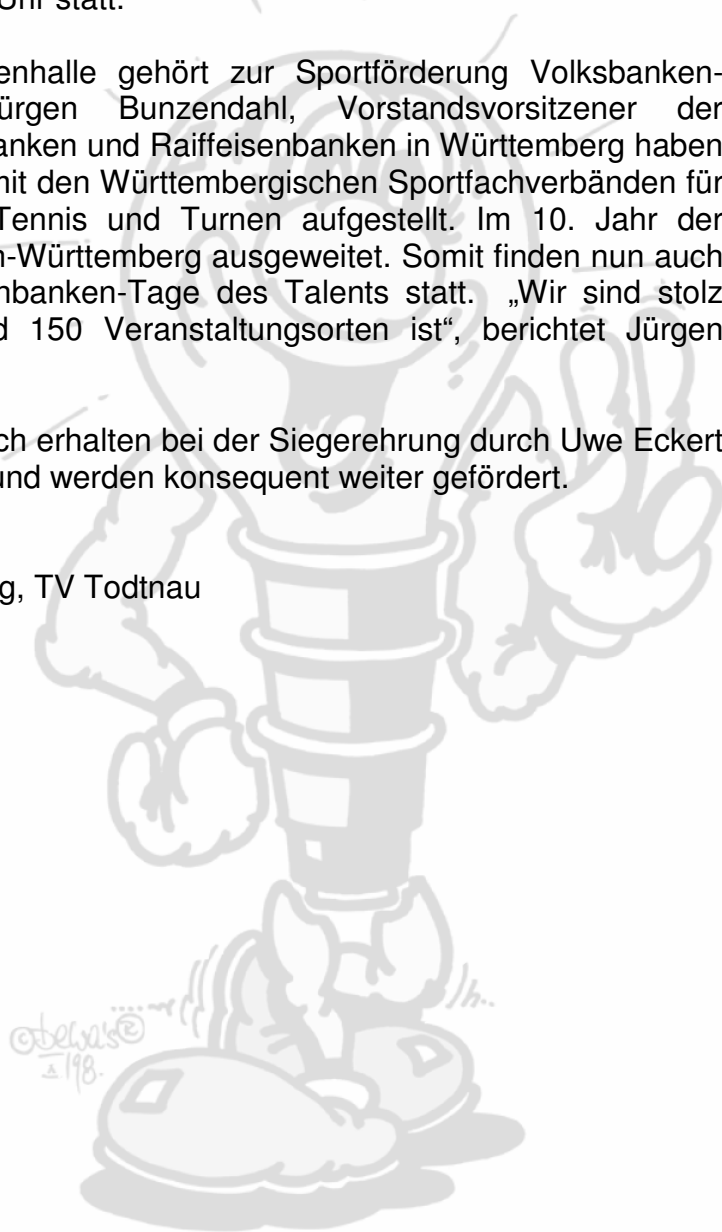 Uhr statt.
enhalle gehört zur Sportförderung Volksbanken-
ürgen Bunzendahl, Vorstandsvorsitzener der
anken und Raiffeisenbanken in Württemberg haben
mit den Württembergischen Sportfachverbänden für
Tennis und Turnen aufgestellt. Im 10. Jahr der
n-Württemberg ausgeweitet. Somit finden nun auch
nbanken-Tage des Talents statt. „Wir sind stolz
d 150 Veranstaltungsorten ist“, berichtet Jürgen
ch erhalten bei der Siegerehrung durch Uwe Eckert
und werden konsequent weiter gefördert.
g, TV Todtnau